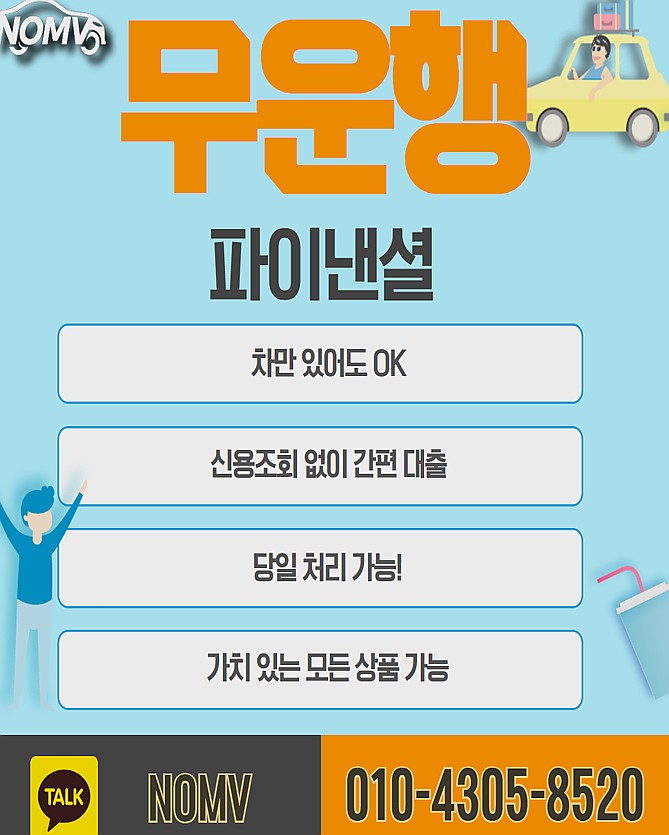 NOMV
무운행
파이낸셜
차만 있어도 OK
신용조회 없이 간편 대출
당일 처리 가능!
가치 있는 모든 상품 가능
TALK
NOMV
010-4305-8520